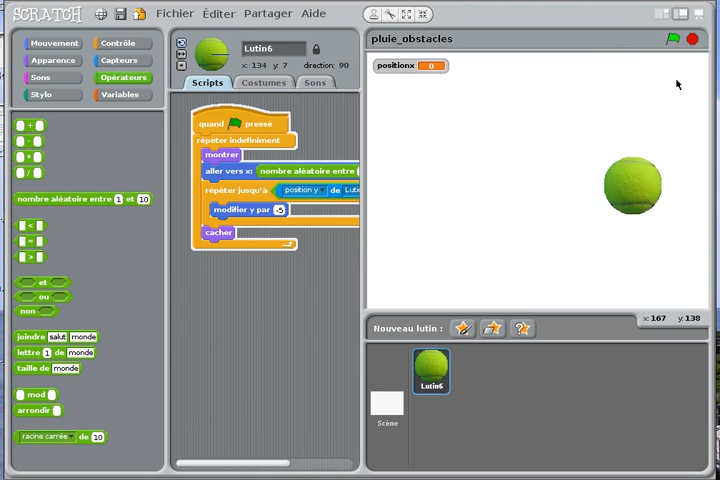 SCRATCH Fichier Éditer Partager Aide
Mouvement Contrôle
Apparence Capteurs
Sons Opérateurs
Stylo Variables
+
-
*
/
nombre aléatoire entre 1 et 10
<
=
>
et
ou
non
joindre salut monde
lettre 1 de monde
taille de monde
mod
arrondir
racine carrée de 10
Lutin6
x: 134 y: 7 direction: 90
Scripts Costumes Sons
quand pressé
répéter indéfiniment
montrer
aller vers x: nombre aléatoire entre
répéter jusqu'à position y de Luti
modifier y par -5
cacher
pluie_obstacles
positionx 0
x: 167 y: 138
Nouveau lutin :
Lutin6
Scène